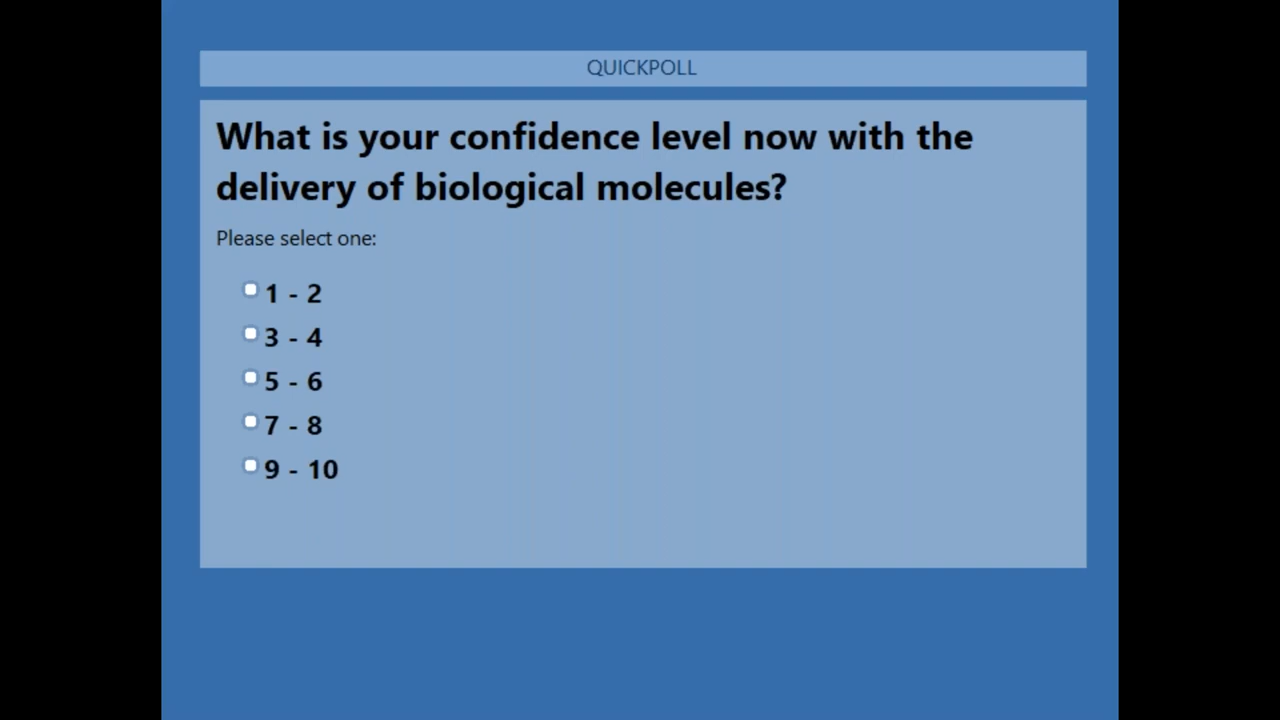 QUICKPOLL
What is your confidence level now with the
delivery of biological molecules?
Please select one:
1 - 2
3 - 4
5 - 6
7 - 8
9 - 10